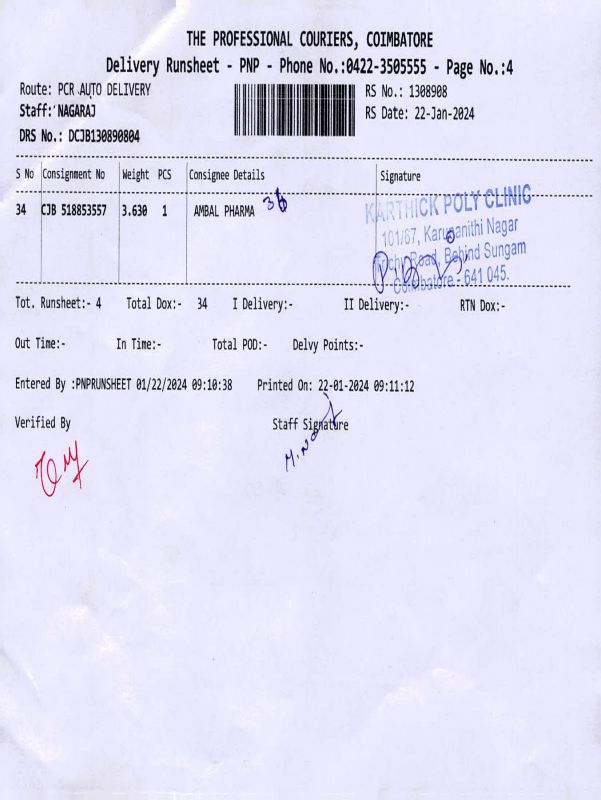 THE PROFESSIONAL COURIERS, COIMBATORE
Delivery Runsheet - PNP - Phone No.:0422-3505555 - Page No.:4
Route: PCR AUTO DELIVERY RS No.: 1308908
Staff: NAGARAJ RS Date: 22-Jan-2024
DRS No.: DCJB130890804
S No Consignment No Weight PCS Consignee Details Signature
34 CJB 518853557 3.630 1 AMBAL PHARMA 36
KARTHICK POLY CLINIC
101/67, Karunanithi Nagar
Trichy Road, Behind Sungam
Coimbatore - 641 045.
Tot. Runsheet:- 4 Total Dox:- 34 I Delivery:- II Delivery:- RTN Dox:-
Out Time:- In Time:- Total POD:- Delvy Points:-
Entered By :PNPRUNSHEET 01/22/2024 09:10:38 Printed On: 22-01-2024 09:11:12
Verified By Staff Signature